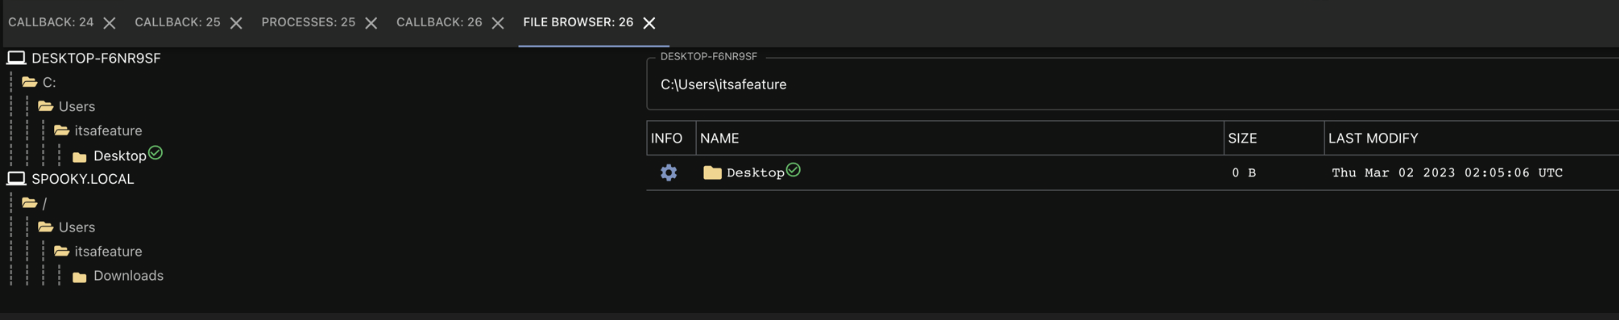 CALLBACK: 24 CALLBACK: 25 PROCESSES: 25 CALLBACK: 26 FILE BROWSER: 26
DESKTOP-F6NR9SF
C:
Users
itsafeature
Desktop
SPOOKY.LOCAL
/
Users
itsafeature
Downloads
DESKTOP-F6NR9SF
C:\Users\itsafeature
INFO NAME SIZE LAST MODIFY
Desktop 0 B Thu Mar 02 2023 02:05:06 UTC